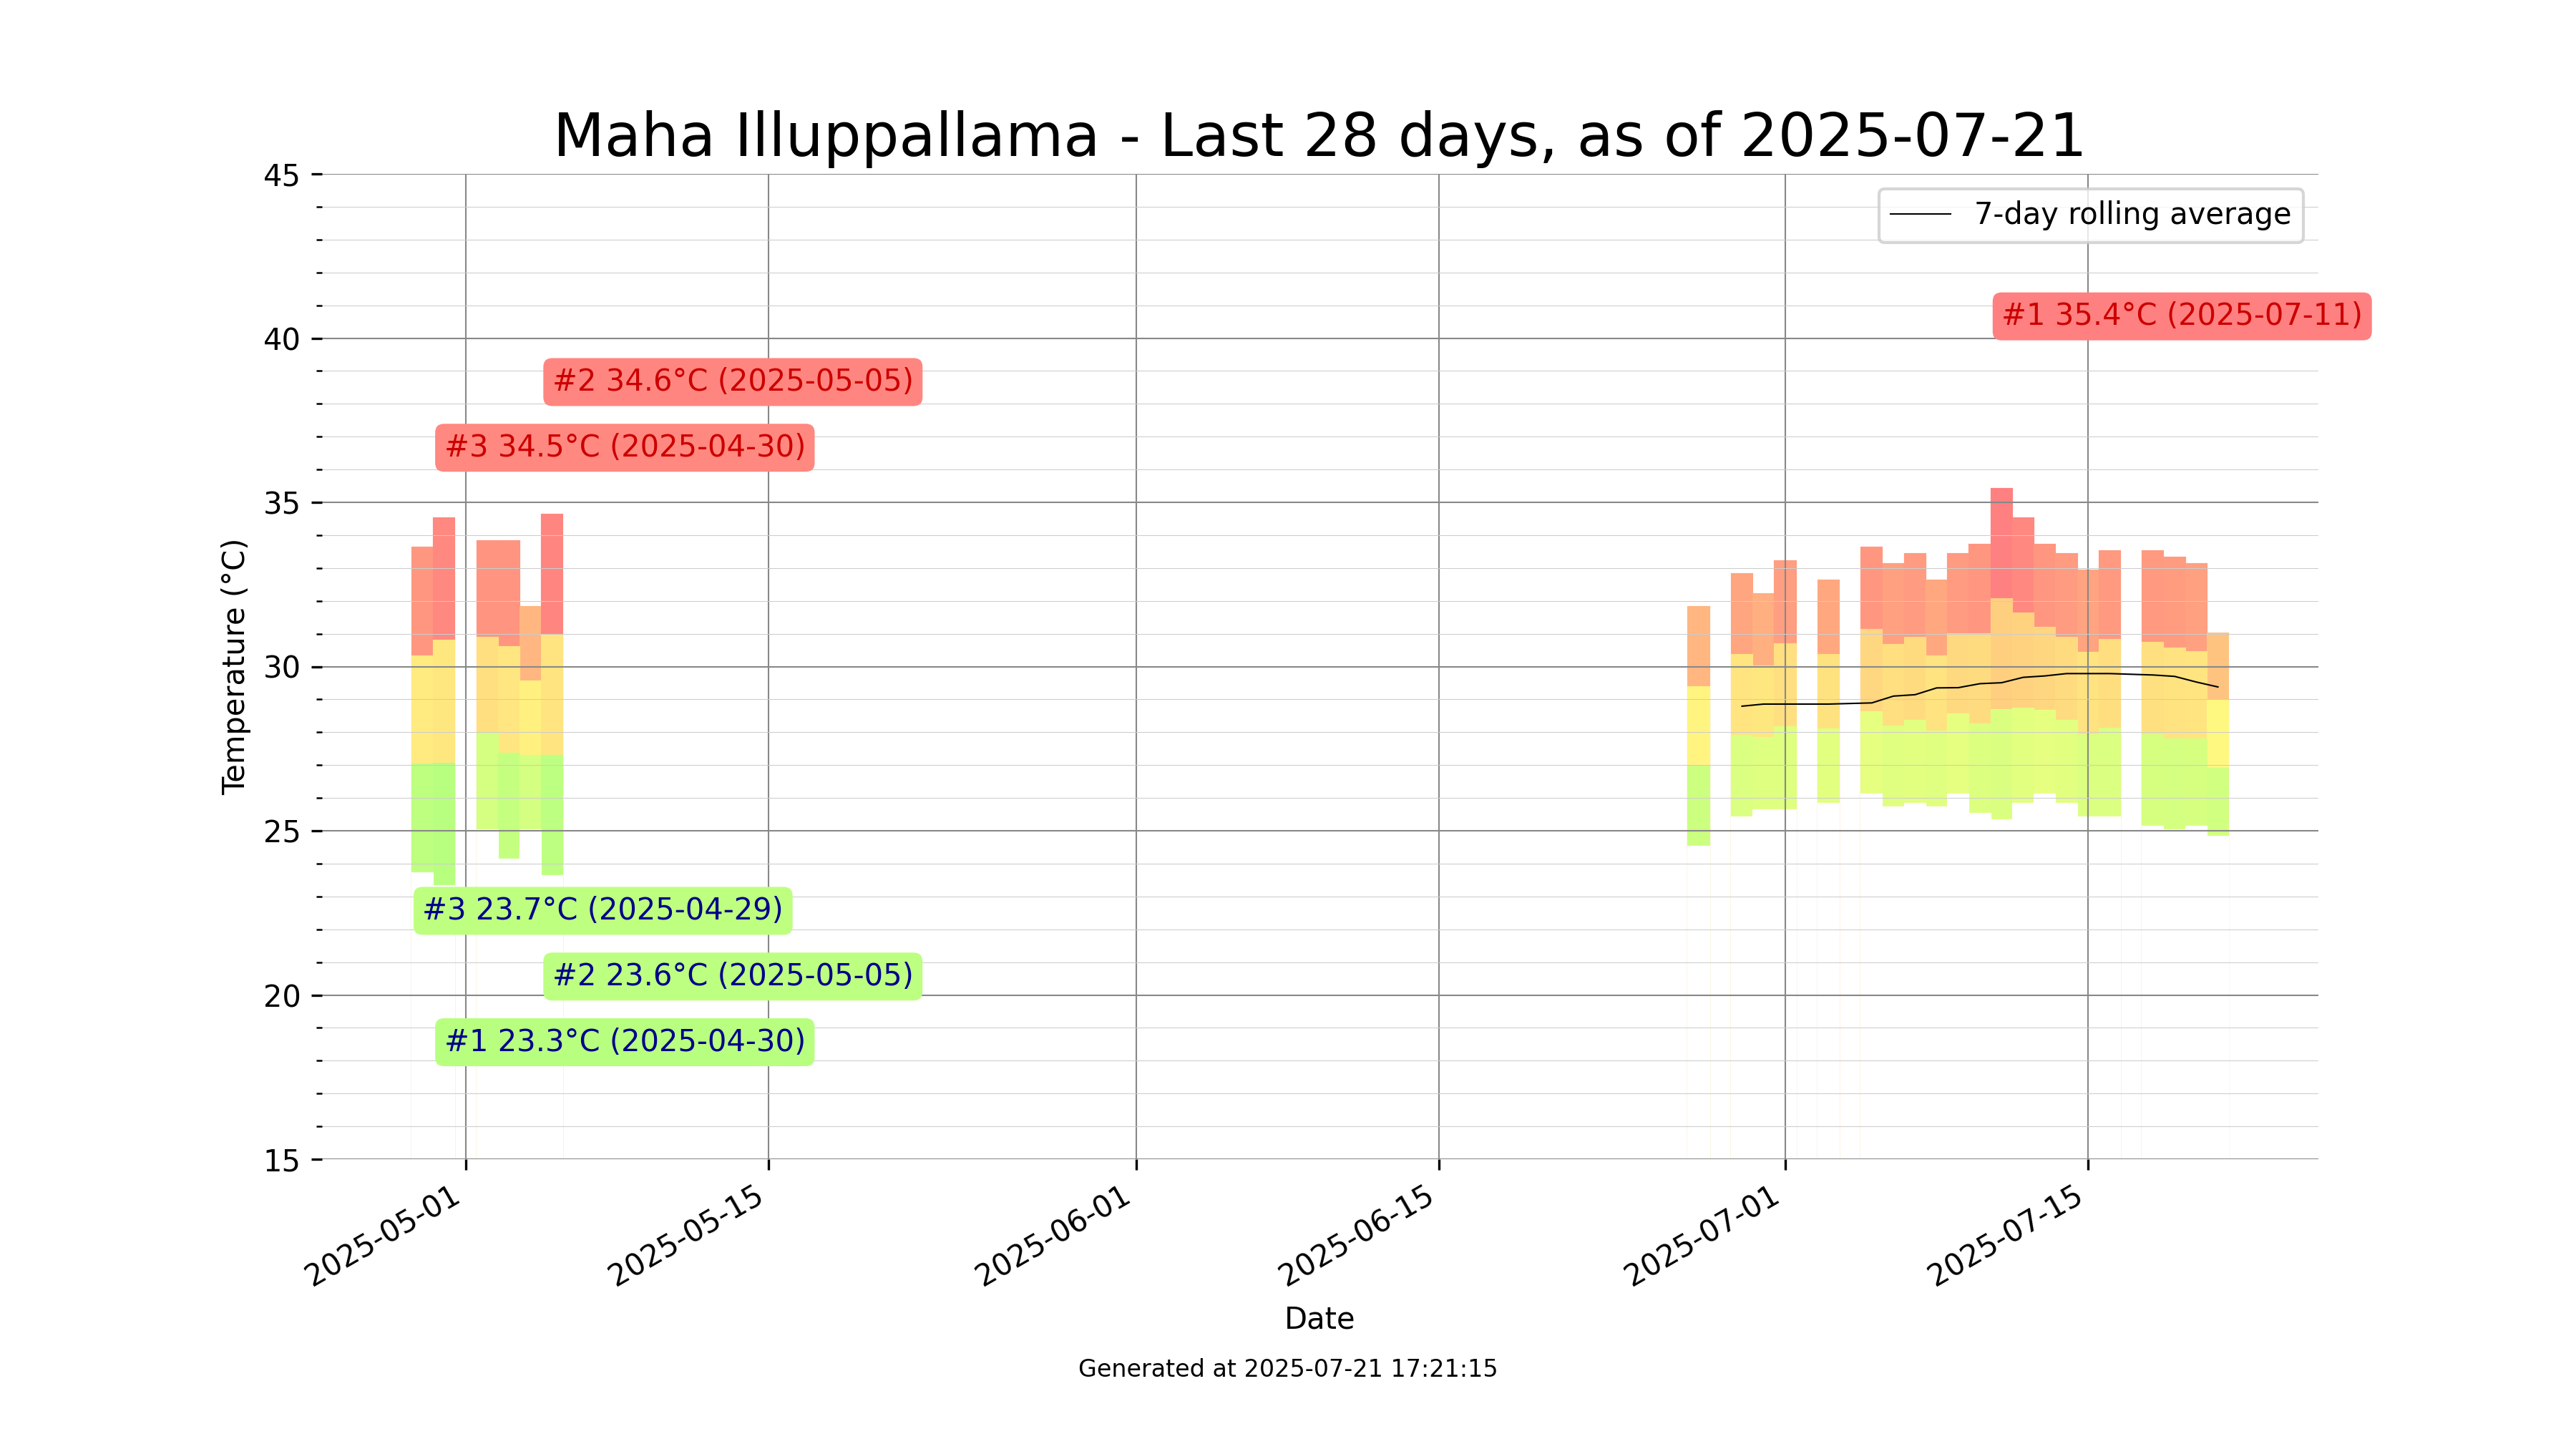 Maha Illuppallama - Last 28 days, as of 2025-07-21
45
7-day rolling average
#1 35.4°C (2025-07-11)
40
#2 34.6°C (2025-05-05)
#3 34.5°C (2025-04-30)
35
Temperature (°C)
30
25
#3 23.7°C (2025-04-29)
#2 23.6°C (2025-05-05)
20
#1 23.3°C (2025-04-30)
15
2025-05-01
2025-05-15
2025-06-01
2025-06-15
2025-07-01
2025-07-15
Date
Generated at 2025-07-21 17:21:15